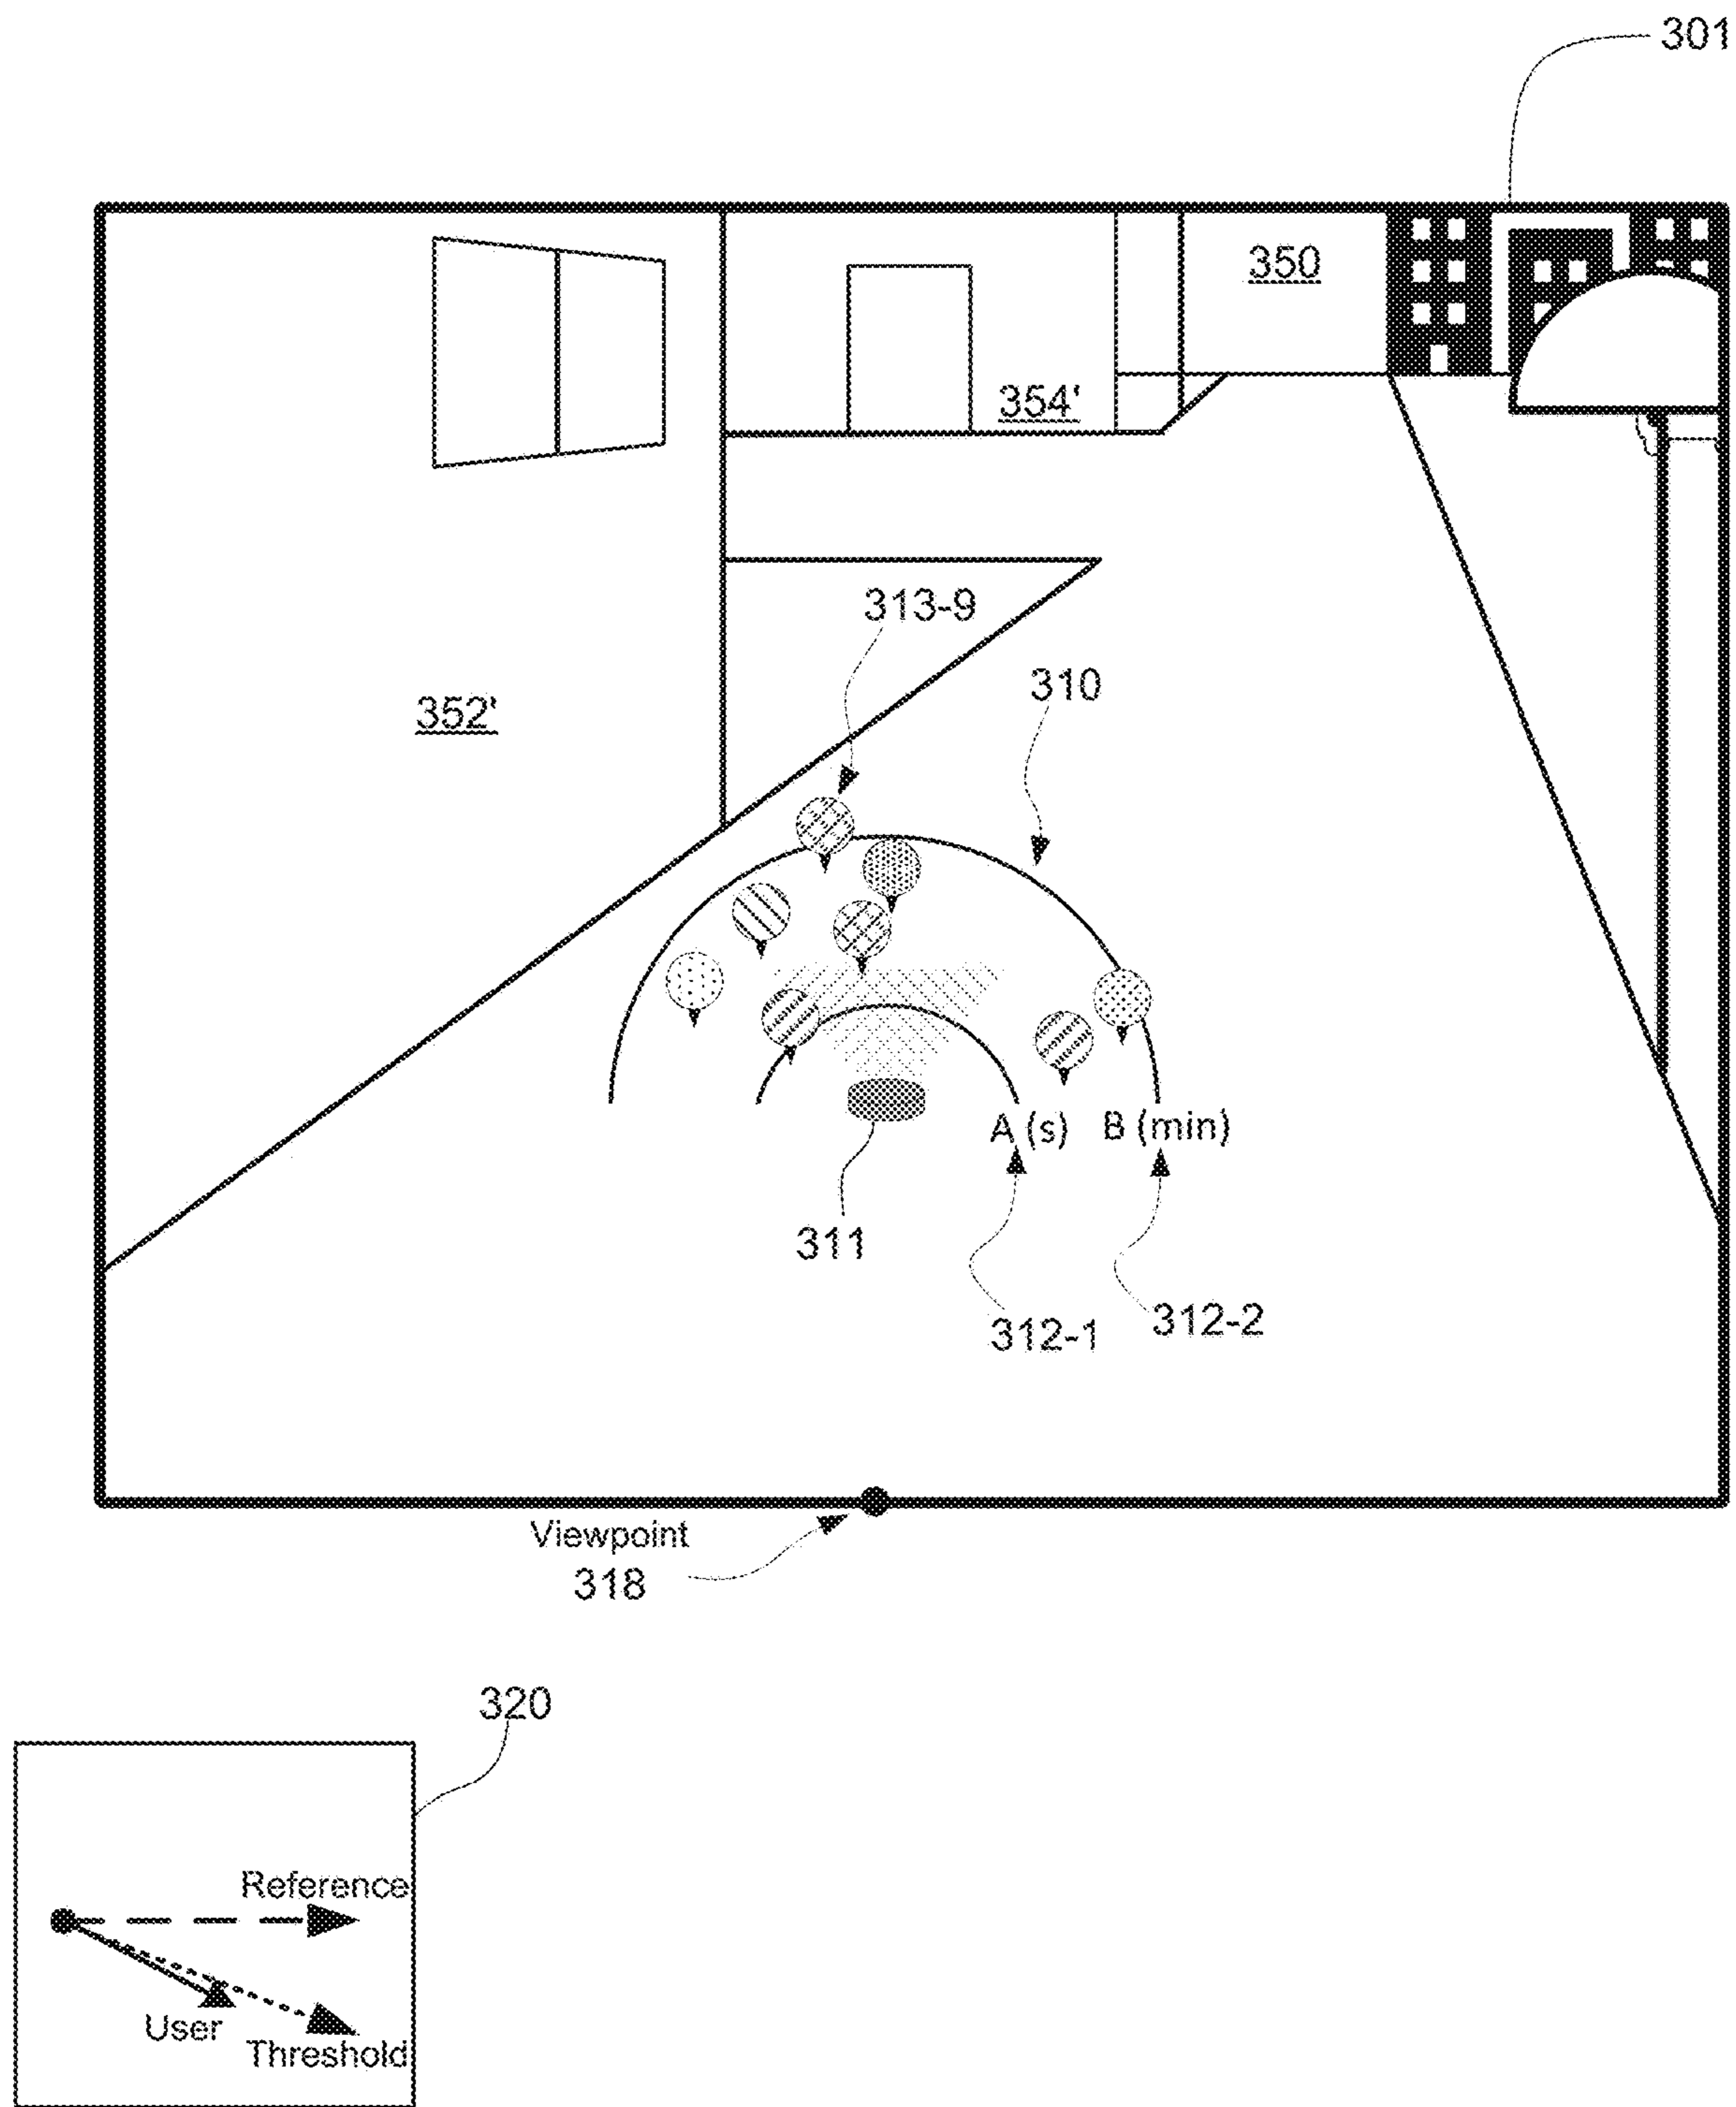 301
350
354'
313-9
310
352'
A (s) B (min)
311
312-1
312-2
Viewpoint
318
320
Reference
User
Threshold